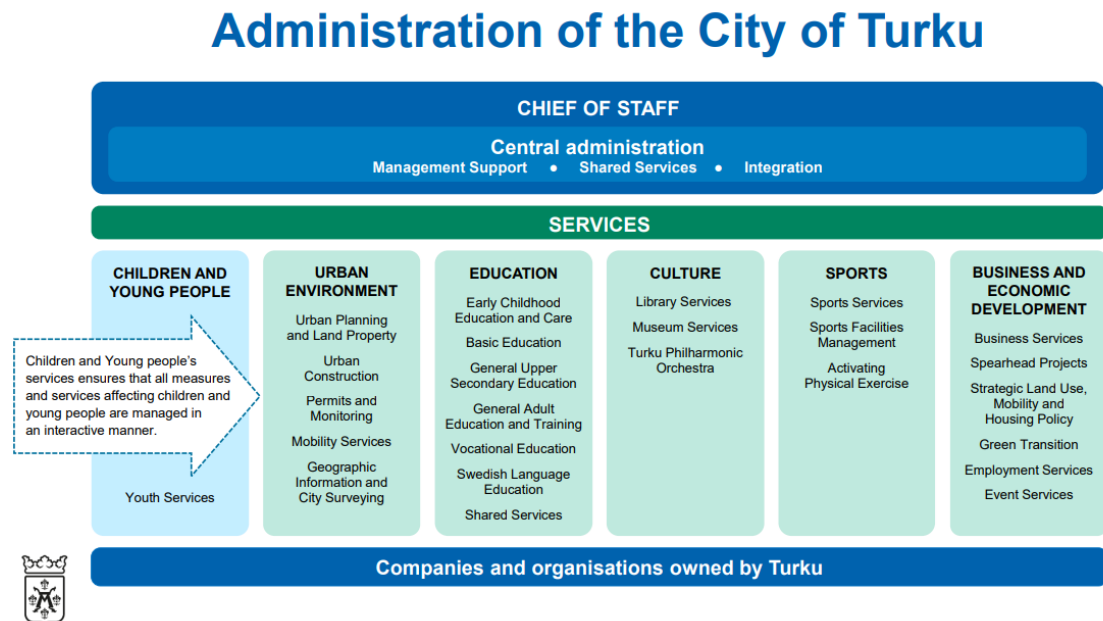 Administration of the City of Turku
CHIEF OF STAFF
Central administration
Management Support • Shared Services • Integration
SERVICES
CHILDREN AND
YOUNG PEOPLE
Children and Young people's
services ensures that all measures
and services affecting children and
young people are managed in
an interactive manner.
Youth Services
URBAN
ENVIRONMENT
Urban Planning
and Land Property
Urban
Construction
Permits and
Monitoring
Mobility Services
Geographic
Information and
City Surveying
EDUCATION
Early Childhood
Education and Care
Basic Education
General Upper
Secondary Education
General Adult
Education and Training
Vocational Education
Swedish Language
Education
Shared Services
CULTURE
Library Services
Museum Services
Turku Philharmonic
Orchestra
SPORTS
Sports Services
Sports Facilities
Management
Activating
Physical Exercise
BUSINESS AND
ECONOMIC
DEVELOPMENT
Business Services
Spearhead Projects
Strategic Land Use,
Mobility and
Housing Policy
Green Transition
Employment Services
Event Services
Companies and organisations owned by Turku